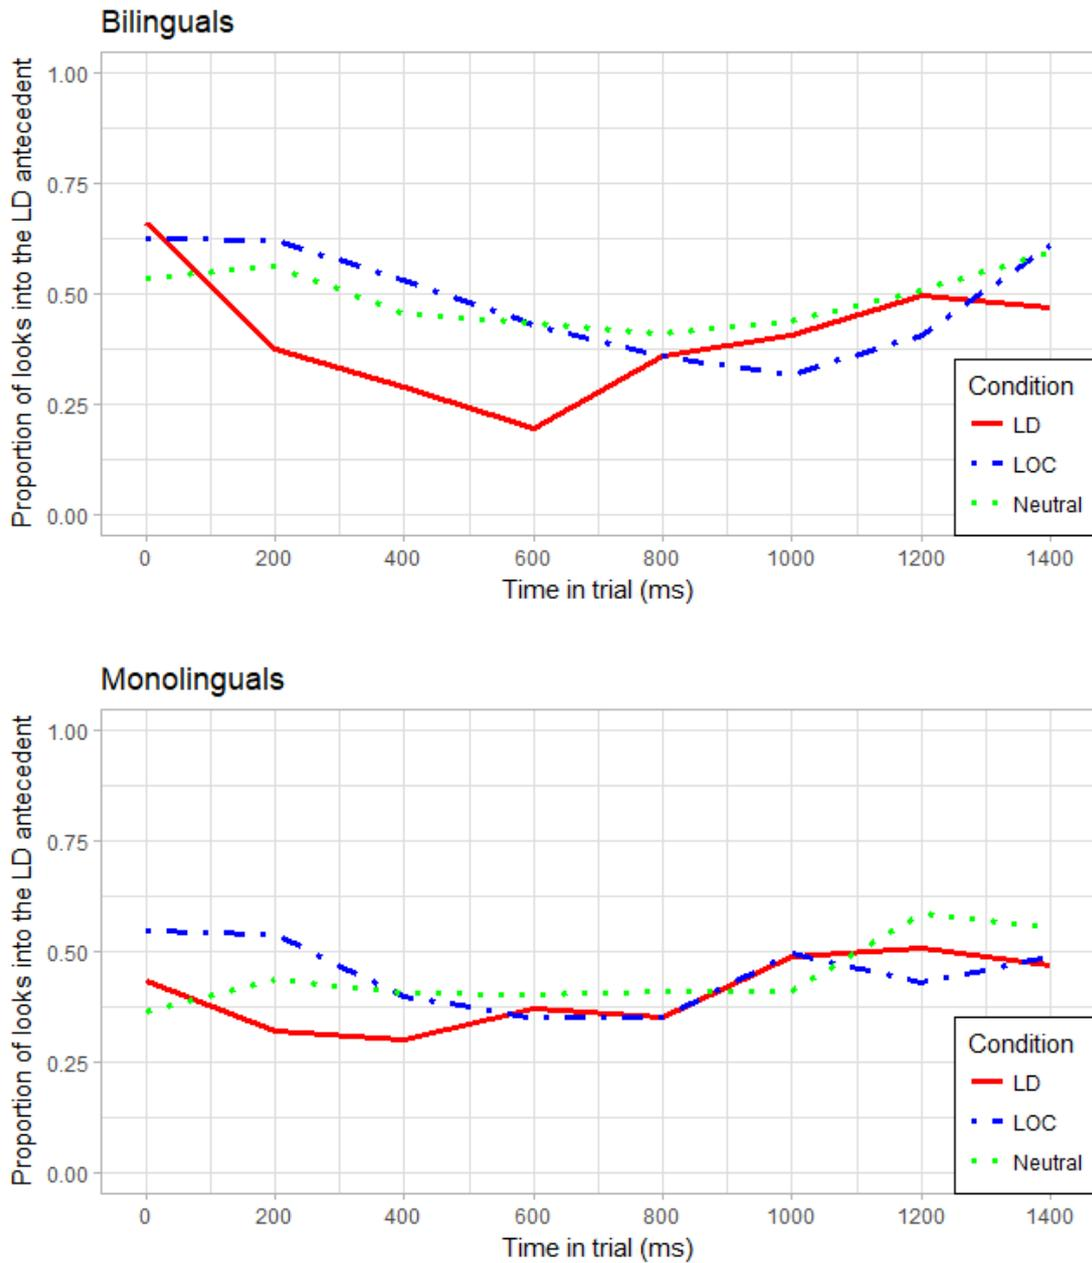 Bilinguals
Proportion of looks into the LD antecedent
1.00
0.75
0.50
0.25
0.00
0 200 400 600 800 1000 1200 1400
Time in trial (ms)
Condition
LD
LOC
Neutral
Monolinguals
Proportion of looks into the LD antecedent
1.00
0.75
0.50
0.25
0.00
0 200 400 600 800 1000 1200 1400
Time in trial (ms)
Condition
LD
LOC
Neutral